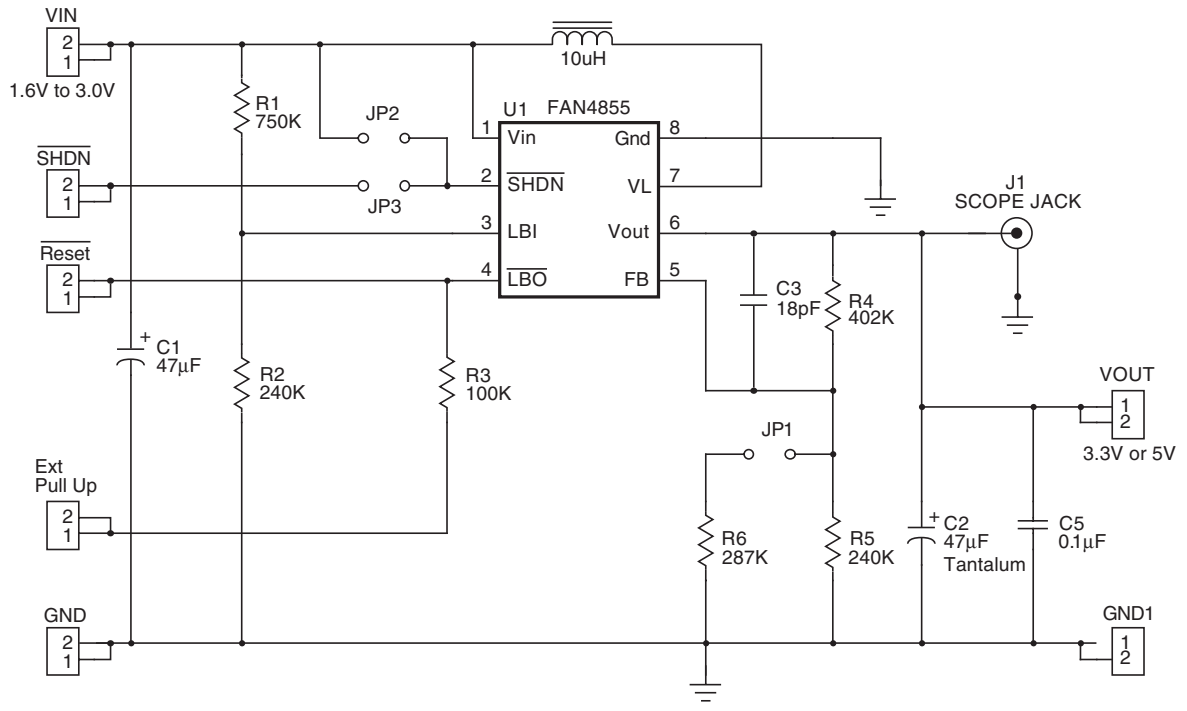 VIN
2
1
1.6V to 3.0V
10uH
R1
750K
JP2
U1
FAN4855
1
Vin
Gnd
8
SHDN
2
1
JP3
2
SHDN
VL
7
3
LBI
Vout
6
J1
SCOPE JACK
Reset
2
1
4
LBO
FB
5
C3
18pF
R4
402K
+
C1
47µF
R2
240K
R3
100K
VOUT
1
2
3.3V or 5V
JP1
Ext
Pull Up
2
1
R6
287K
R5
240K
+
C2
47µF
Tantalum
C5
0.1µF
GND
2
1
GND1
1
2